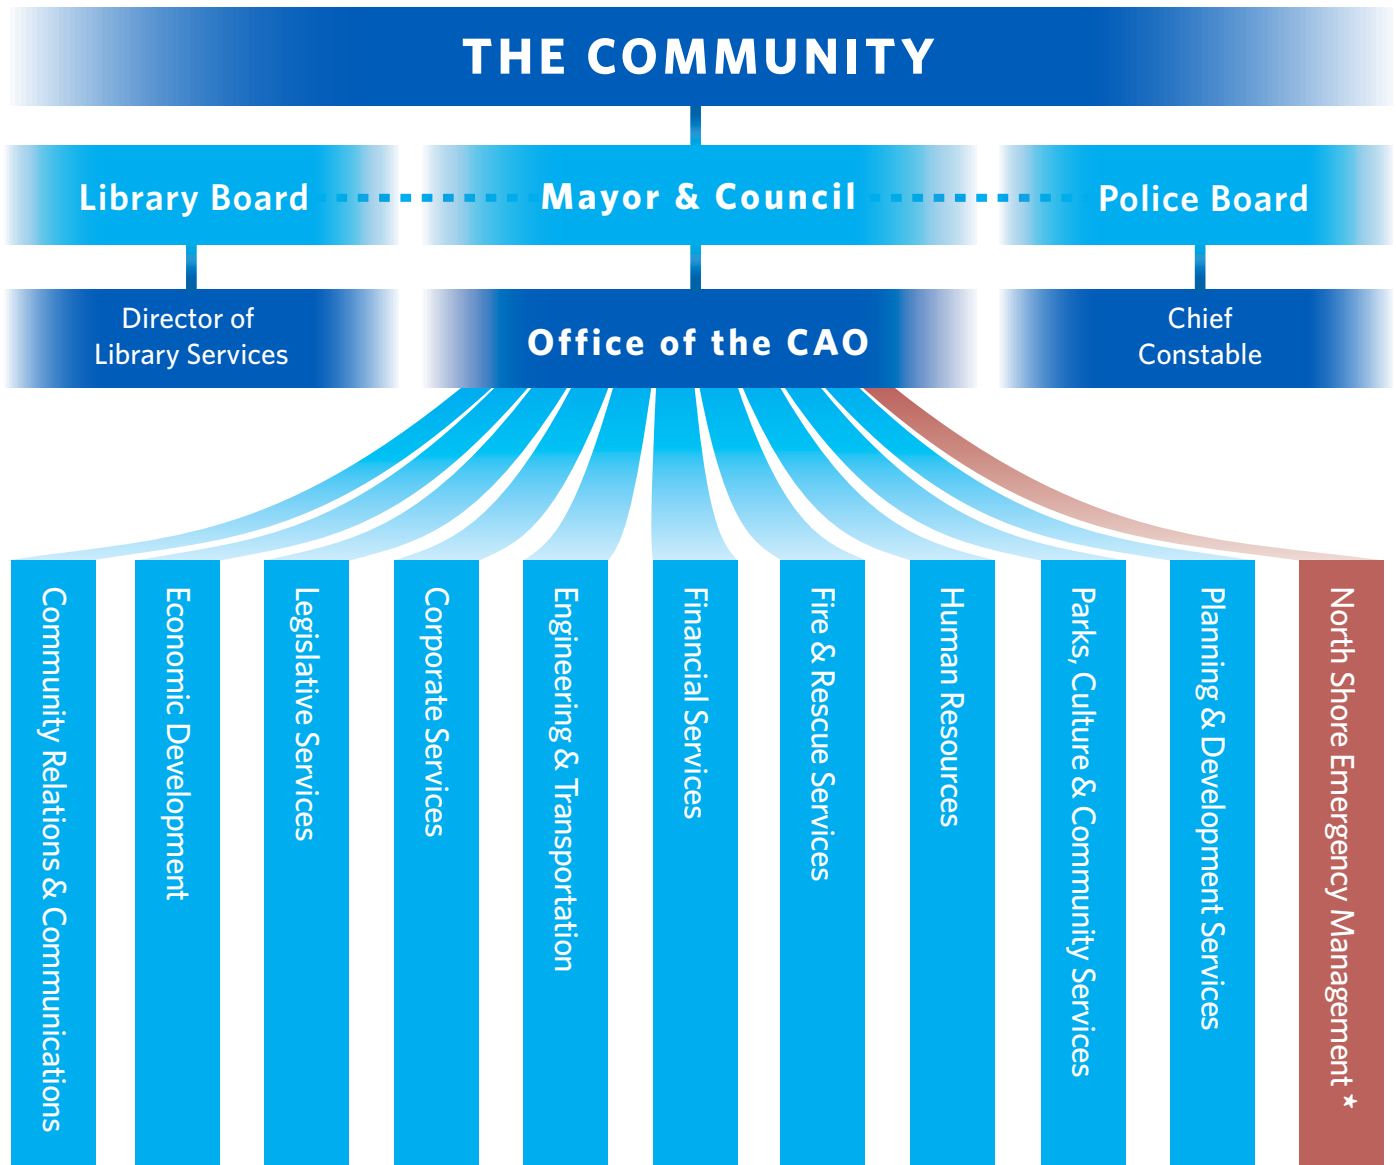 THE COMMUNITY
Library Board
Mayor & Council
Police Board
Director of
Library Services
Office of the CAO
Chief
Constable
Community Relations & Communications
Economic Development
Legislative Services
Corporate Services
Engineering & Transportation
Financial Services
Fire & Rescue Services
Human Resources
Parks, Culture & Community Services
Planning & Development Services
North Shore Emergency Management *